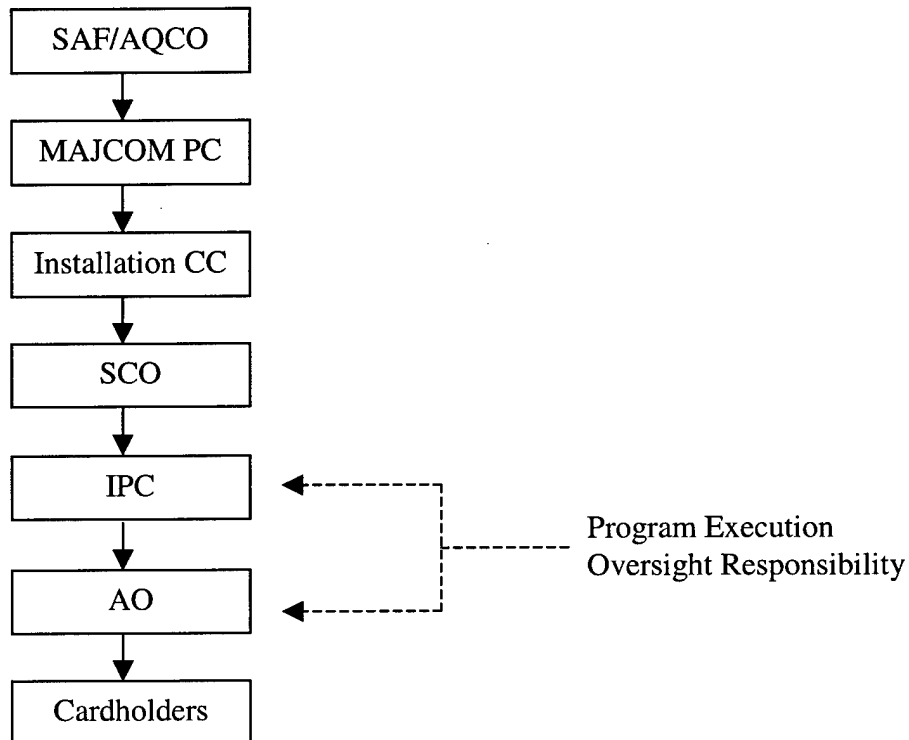 SAF/AQCO
MAJCOM PC
Installation CC
SCO
IPC
AO
Cardholders
Program Execution
Oversight Responsibility